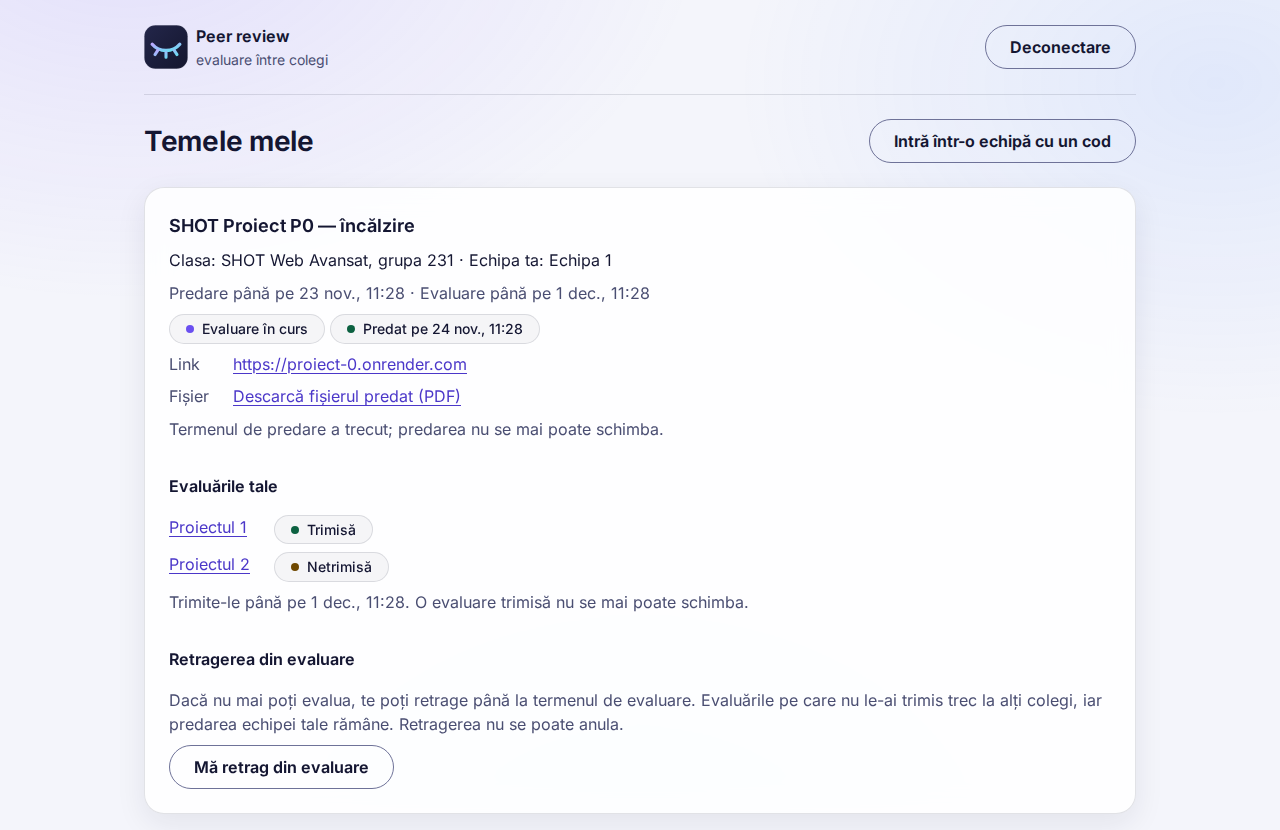 Peer review
evaluare între colegi
Deconectare
Temele mele
Intră într-o echipă cu un cod
SHOT Proiect P0 — încălzire
Clasa: SHOT Web Avansat, grupa 231 · Echipa ta: Echipa 1
Predare până pe 23 nov., 11:28 · Evaluare până pe 1 dec., 11:28
Evaluare în curs
Predat pe 24 nov., 11:28
Link https://proiect-0.onrender.com
Fișier Descarcă fișierul predat (PDF)
Termenul de predare a trecut; predarea nu se mai poate schimba.
Evaluările tale
Proiectul 1 Trimisă
Proiectul 2 Netrimisă
Trimite-le până pe 1 dec., 11:28. O evaluare trimisă nu se mai poate schimba.
Retragerea din evaluare
Dacă nu mai poți evalua, te poți retrage până la termenul de evaluare. Evaluările pe care nu le-ai trimis trec la alți colegi, iar
predarea echipei tale rămâne. Retragerea nu se poate anula.
Mă retrag din evaluare